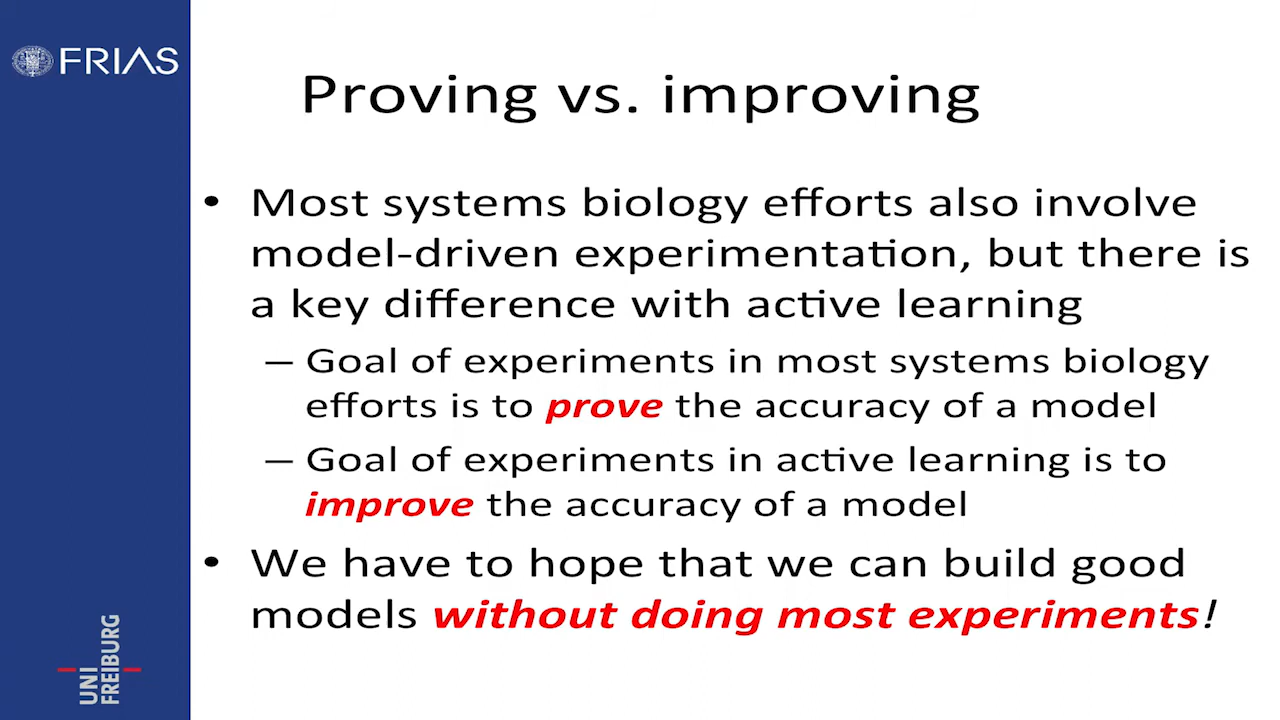 FRIAS
Proving vs. improving
• Most systems biology efforts also involve
model-driven experimentation, but there is
a key difference with active learning
– Goal of experiments in most systems biology
efforts is to prove the accuracy of a model
– Goal of experiments in active learning is to
improve the accuracy of a model
• We have to hope that we can build good
models without doing most experiments!
UNI
FREIBURG